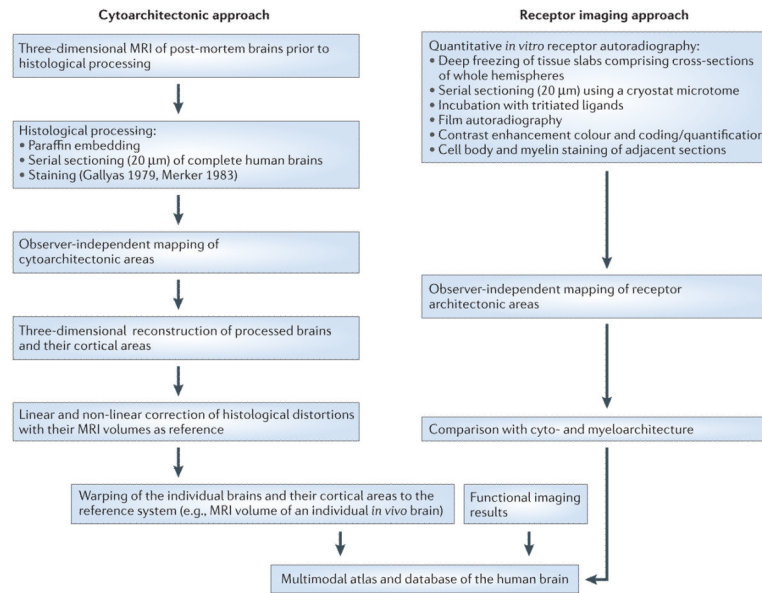 Cytoarchitectonic approach
Three-dimensional MRI of post-mortem brains prior to
histological processing
Histological processing:
• Paraffin embedding
• Serial sectioning (20 μm) of complete human brains
• Staining (Gallyas 1979, Merker 1983)
Observer-independent mapping of
cytoarchitectonic areas
Three-dimensional reconstruction of processed brains
and their cortical areas
Linear and non-linear correction of histological distortions
with their MRI volumes as reference
Warping of the individual brains and their cortical areas to the
reference system (e.g., MRI volume of an individual in vivo brain)
Receptor imaging approach
Quantitative in vitro receptor autoradiography:
• Deep freezing of tissue slabs comprising cross-sections
of whole hemispheres
• Serial sectioning (20 μm) using a cryostat microtome
• Incubation with tritiated ligands
• Film autoradiography
• Contrast enhancement colour and coding/quantification
• Cell body and myelin staining of adjacent sections
Observer-independent mapping of receptor
architectonic areas
Comparison with cyto- and myeloarchitecture
Functional imaging
results
Multimodal atlas and database of the human brain